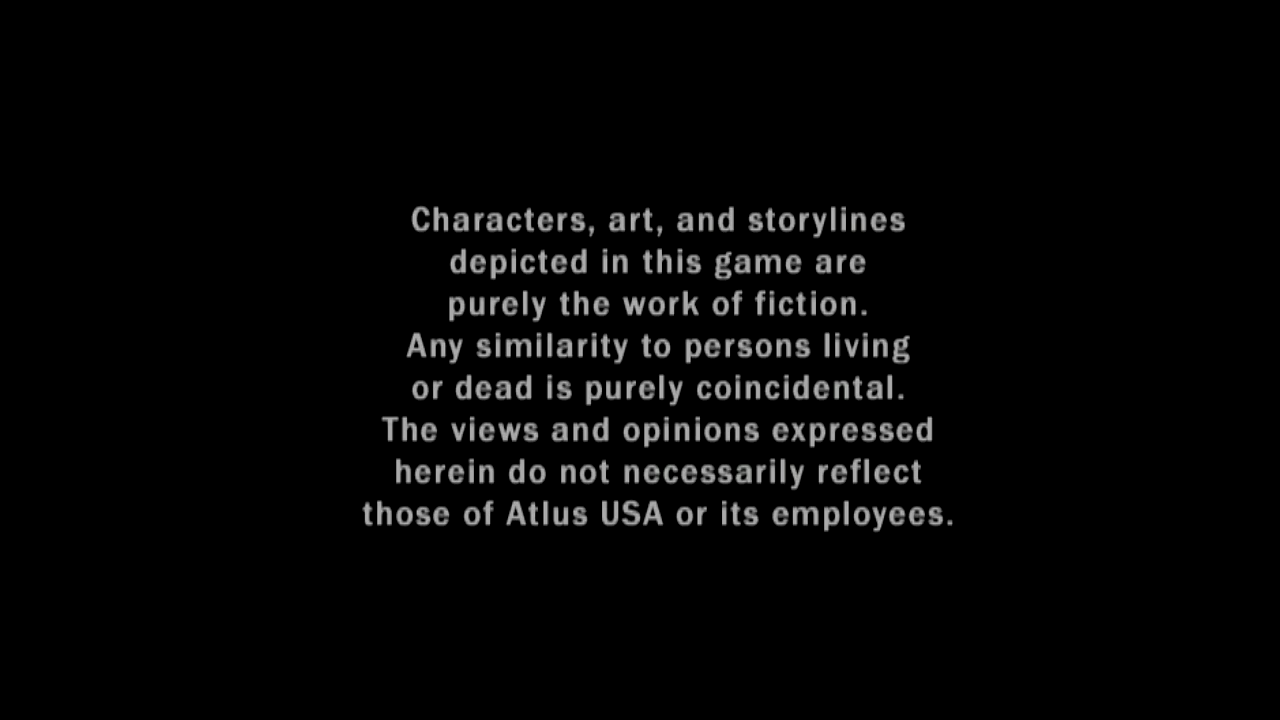 Characters, art, and storylines
depicted in this game are
purely the work of fiction.
Any similarity to persons living
or dead is purely coincidental.
The views and opinions expressed
herein do not necessarily reflect
those of Atlus USA or its employees.